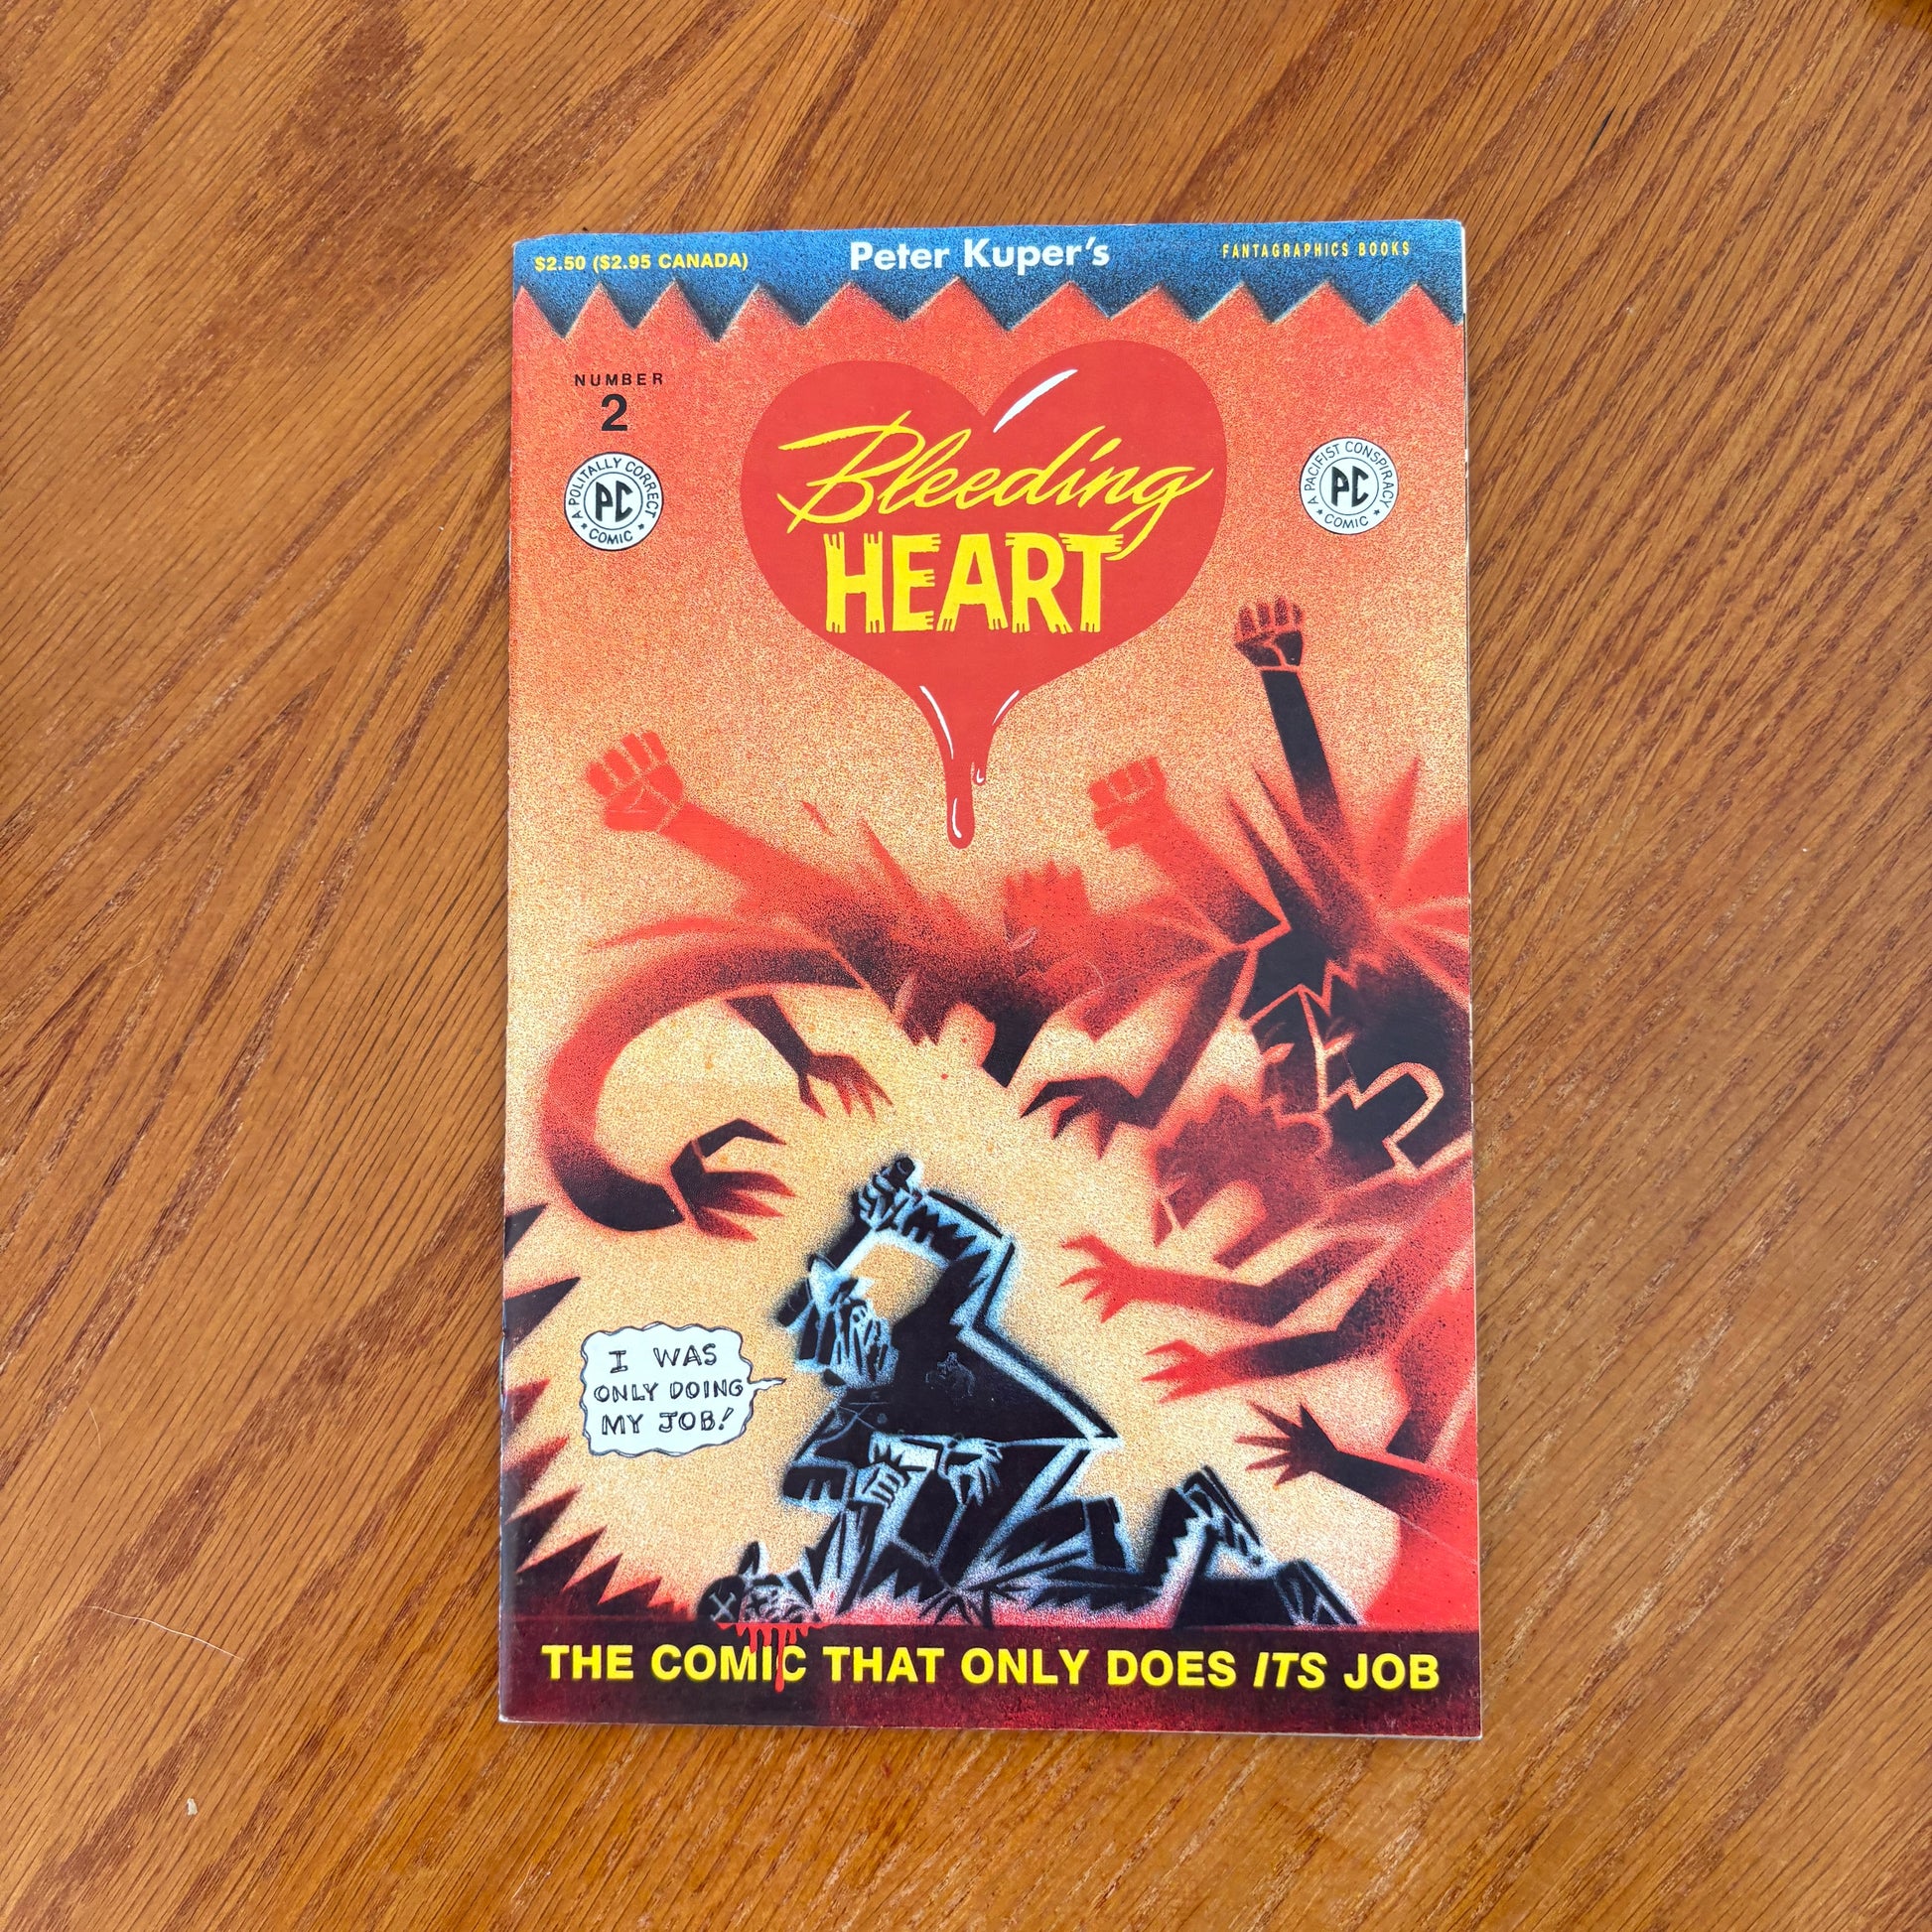 $2.50 ($2.95 CANADA)
Peter Kuper's
FANTAGRAPHICS BOOKS
NUMBER
2
A POLITALLY CORRECT
PC
COMIC
Bleeding
HEART
A PACIFIST CONSPIRACY
PC
COMIC
I WAS
ONLY DOING
MY JOB!
THE COMIC THAT ONLY DOES ITS JOB